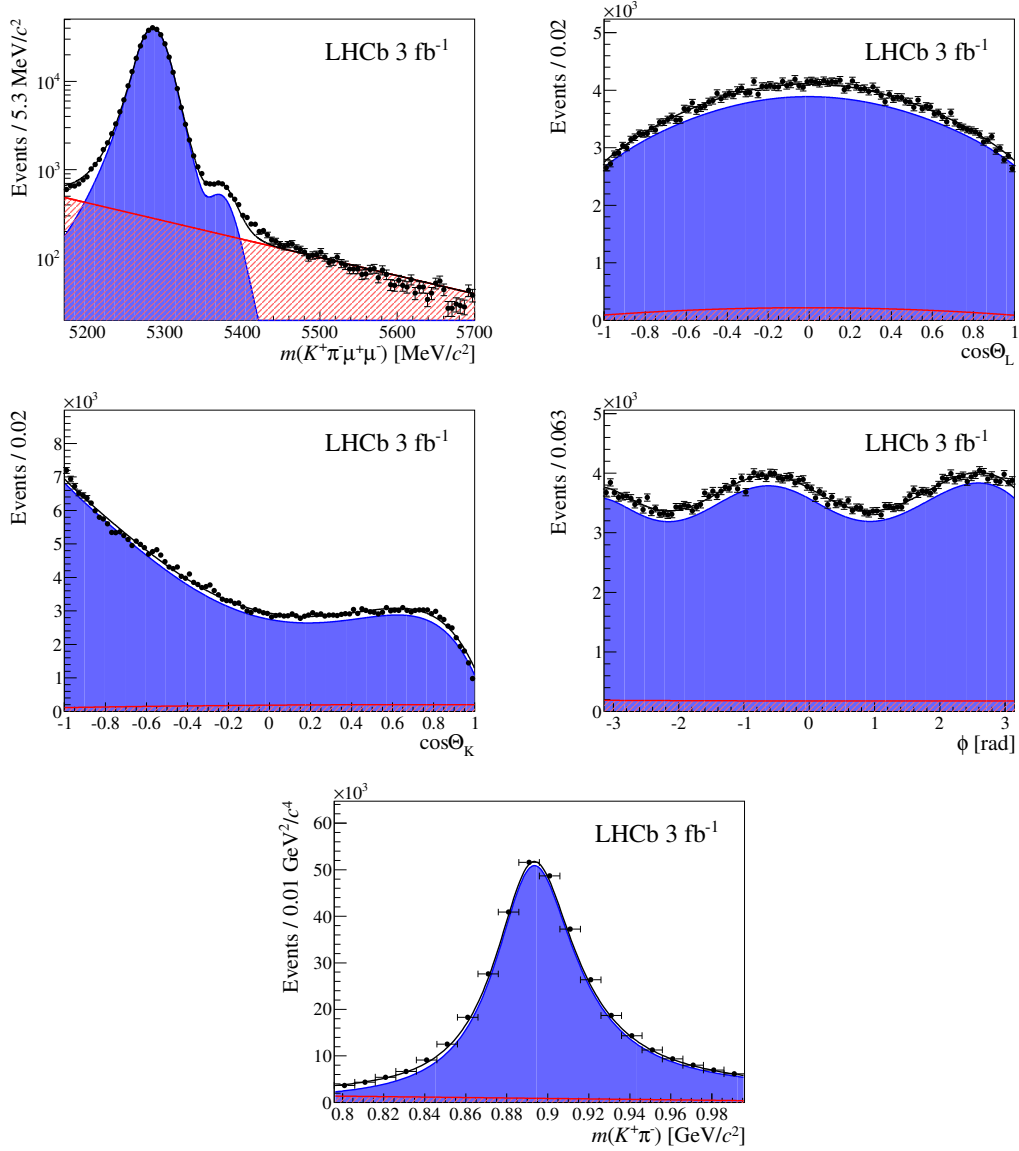 LHCb 3 fb-1
Events / 5.3 MeV/c2
10^4
10^3
10^2
5200 5300 5400 5500 5600 5700
m(K+π-μ+μ-) [MeV/c2]
×10^3
LHCb 3 fb-1
Events / 0.02
5
4
3
2
1
0
-1 -0.8 -0.6 -0.4 -0.2 0 0.2 0.4 0.6 0.8 1
cosΘL
×10^3
LHCb 3 fb-1
Events / 0.02
8
7
6
5
4
3
2
1
0
-1 -0.8 -0.6 -0.4 -0.2 0 0.2 0.4 0.6 0.8 1
cosΘK
×10^3
LHCb 3 fb-1
Events / 0.063
5
4
3
2
1
0
-3 -2 -1 0 1 2 3
ϕ [rad]
×10^3
LHCb 3 fb-1
Events / 0.01 GeV2/c4
60
50
40
30
20
10
0
0.8 0.82 0.84 0.86 0.88 0.9 0.92 0.94 0.96 0.98
m(K+π-) [GeV/c2]